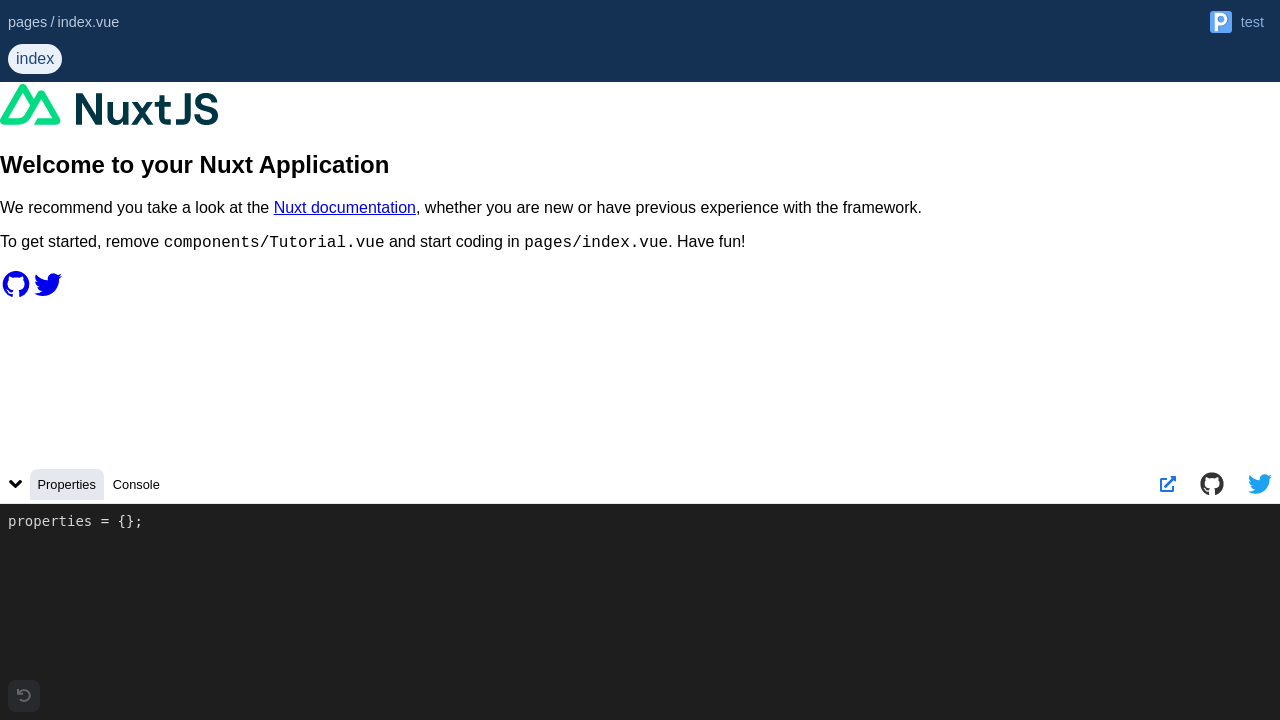 pages / index.vue
test
index
NuxtJS
Welcome to your Nuxt Application
We recommend you take a look at the Nuxt documentation, whether you are new or have previous experience with the framework.
To get started, remove components/Tutorial.vue and start coding in pages/index.vue. Have fun!
Properties Console
properties = {};